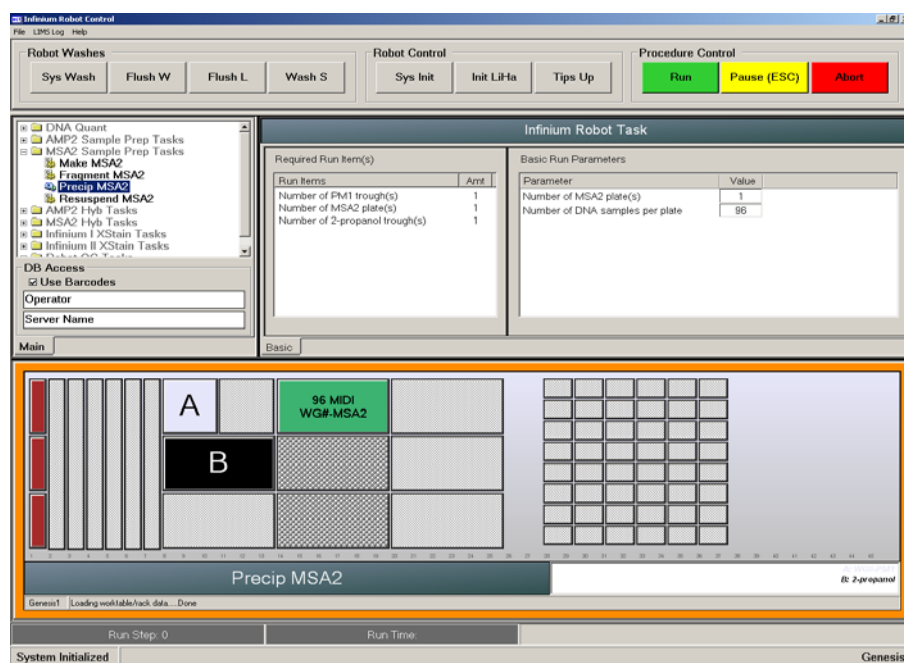 Infinium Robot Control
File LIMS Log Help
Robot Washes
Robot Control
Procedure Control
Sys Wash
Flush W
Flush L
Wash S
Sys Init
Init LiHa
Tips Up
Run
Pause (ESC)
Abort
DNA Quant
AMP2 Sample Prep Tasks
MSA2 Sample Prep Tasks
Make MSA2
Fragment MSA2
Precip MSA2
Resuspend MSA2
AMP2 Hyb Tasks
MSA2 Hyb Tasks
Infinium I XStain Tasks
Infinium II XStain Tasks
DB Access
Use Barcodes
Operator
Server Name
Main
Infinium Robot Task
Required Run Item(s)
Run Items Amt
Number of PM1 trough(s) 1
Number of MSA2 plate(s) 1
Number of 2-propanol trough(s) 1
Basic
Basic Run Parameters
Parameter Value
Number of MSA2 plate(s) 1
Number of DNA samples per plate 96
A
96 MIDI
WG#-MSA2
B
Precip MSA2
B: 2-propanol
Genesis1 Loading worktable/rack data....Done
Run Step: 0
Run Time:
System Initialized
Genesis